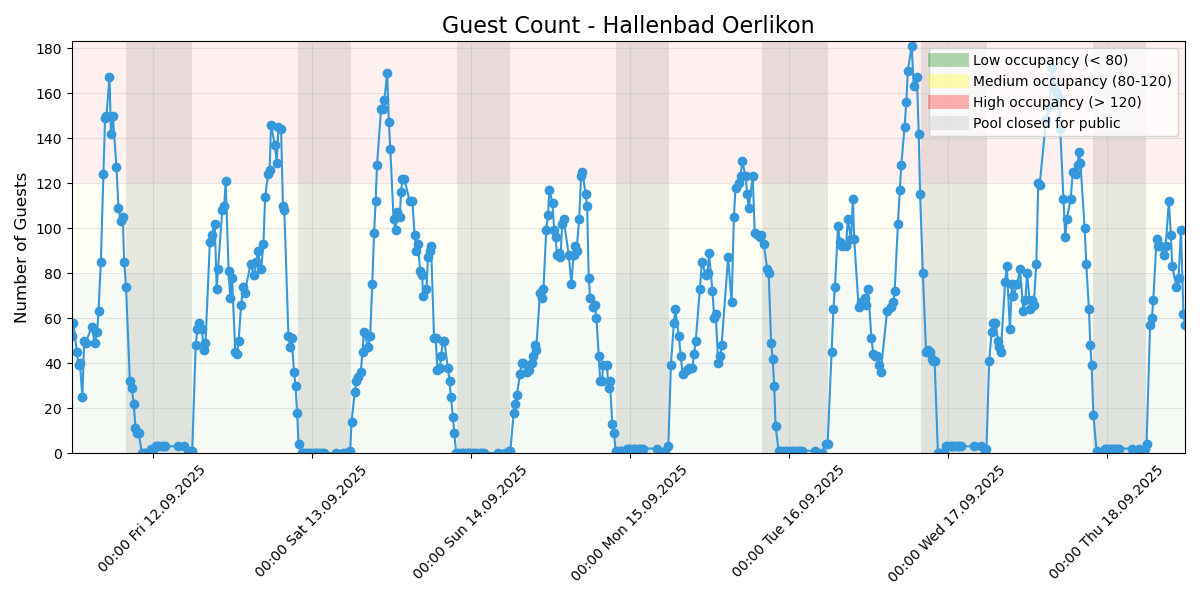 Guest Count - Hallenbad Oerlikon
Number of Guests
180
160
140
120
100
80
60
40
20
0
Low occupancy (< 80)
Medium occupancy (80-120)
High occupancy (> 120)
Pool closed for public
00:00 Fri 12.09.2025
00:00 Sat 13.09.2025
00:00 Sun 14.09.2025
00:00 Mon 15.09.2025
00:00 Tue 16.09.2025
00:00 Wed 17.09.2025
00:00 Thu 18.09.2025